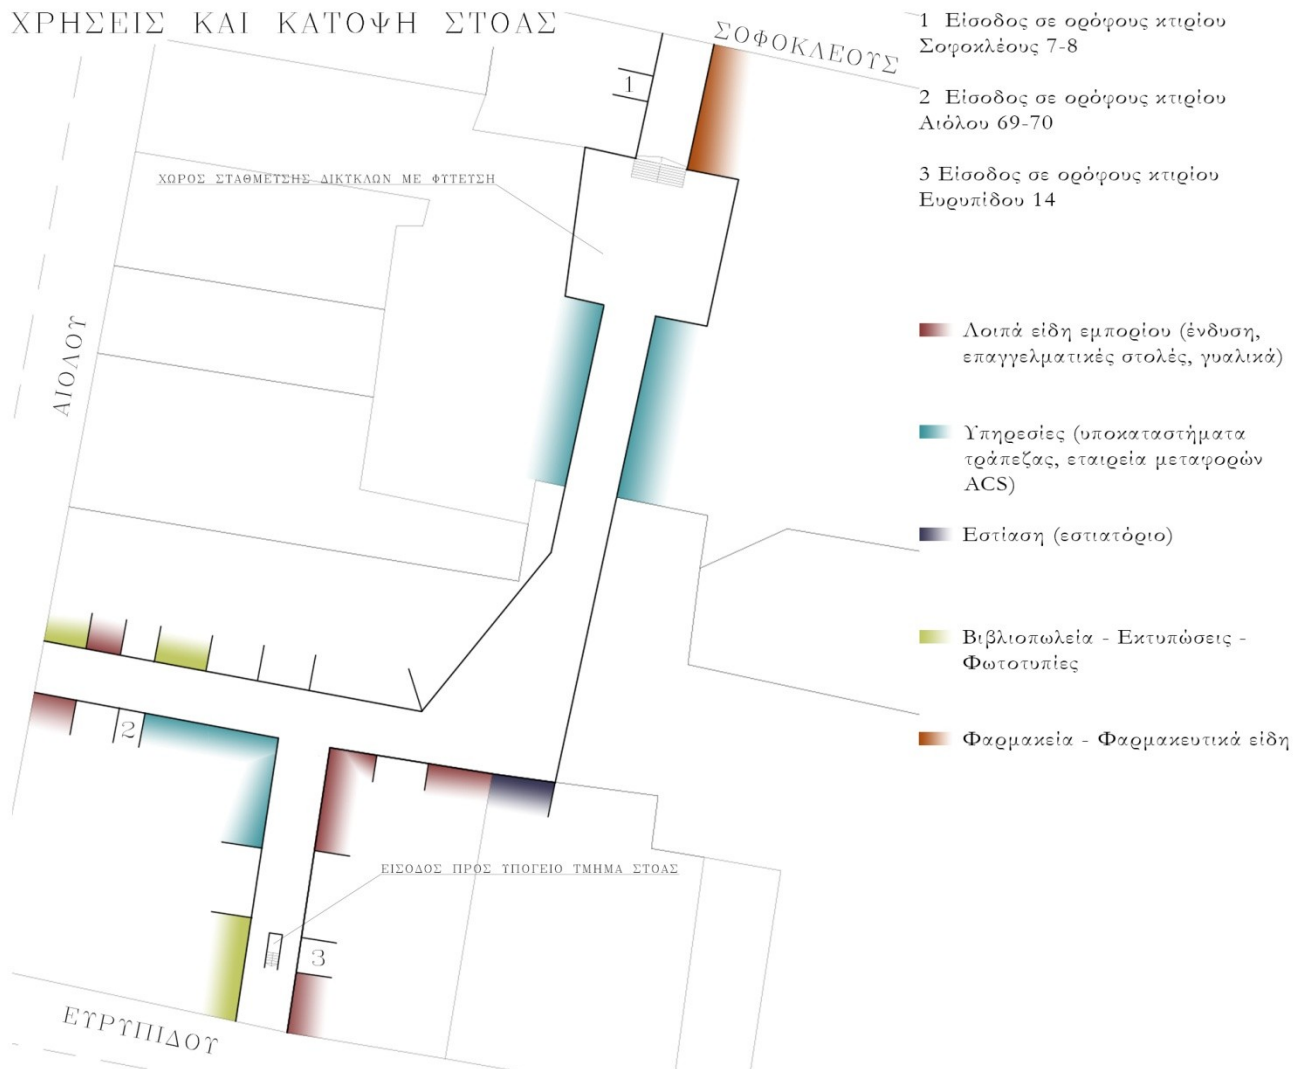 ΧΡΗΣΕΙΣ ΚΑΙ ΚΑΤΟΨΗ ΣΤΟΑΣ
ΣΟΦΟΚΛΕΟΥΣ
1 Είσοδος σε ορόφους κτιρίου
Σοφοκλέους 7-8
2 Είσοδος σε ορόφους κτιρίου
Αιόλου 69-70
3 Είσοδος σε ορόφους κτιρίου
Ευρυπίδου 14
1
ΧΩΡΟΣ ΣΤΑΘΜΕΥΣΗΣ ΔΙΚΥΚΛΩΝ ΜΕ ΦΥΤΕΥΣΗ
ΑΙΟΛΟΥ
Λοιπά είδη εμπορίου (ένδυση,
επαγγελματικές στολές, γυαλικά)
Υπηρεσίες (υποκαταστήματα
τράπεζας, εταιρεία μεταφορών
ACS)
Εστίαση (εστιατόριο)
Βιβλιοπωλεία - Εκτυπώσεις -
Φωτοτυπίες
Φαρμακεία - Φαρμακευτικά είδη
2
ΕΙΣΟΔΟΣ ΠΡΟΣ ΥΠΟΓΕΙΟ ΤΜΗΜΑ ΣΤΟΑΣ
3
ΕΥΡΥΠΙΔΟΥ